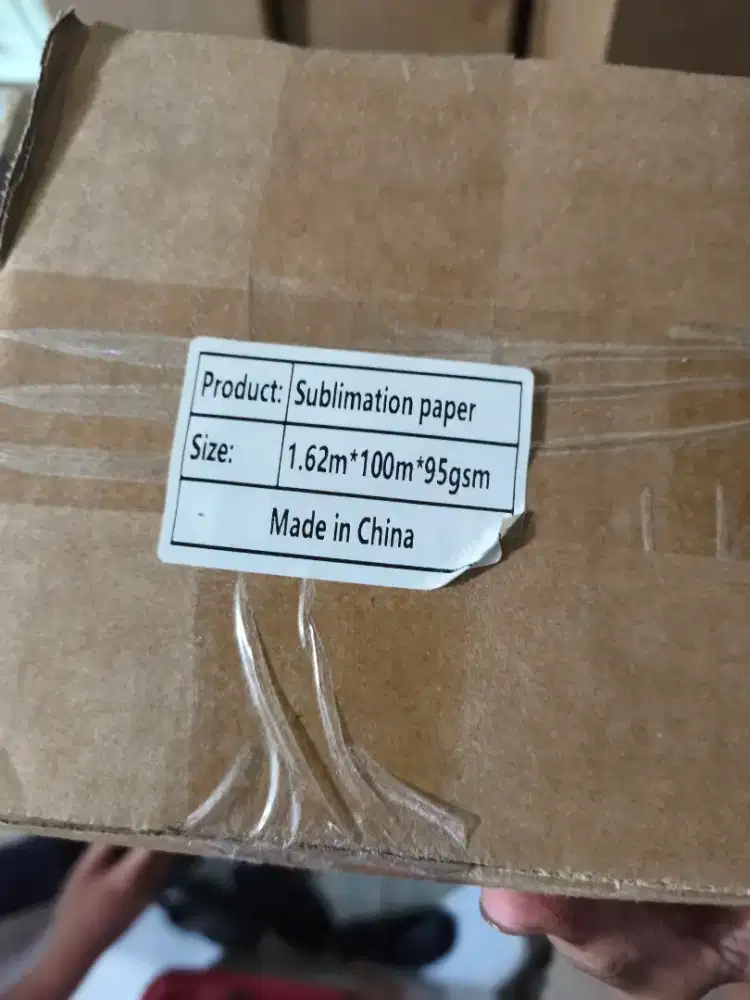 Product: Sublimation paper
Size: 1.62m*100m*95gsm
Made in China